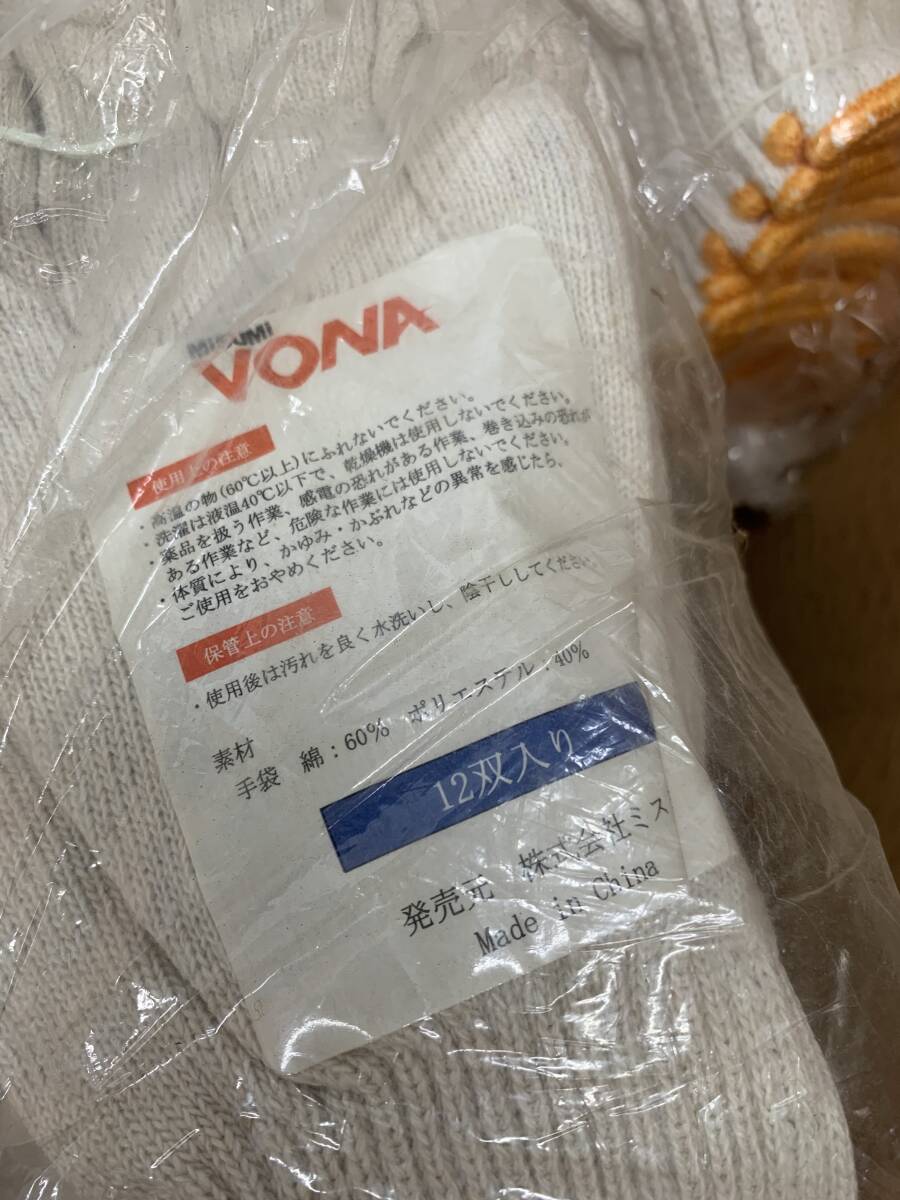 MISUMI
VONA
使用上の注意
・高温の物(60℃以上)にふれないでください。
・洗濯は液温40℃以下で、乾燥機は使用しないでください。
・薬品を扱う作業、感電の恐れがある作業、巻き込みの恐れが
ある作業など、危険な作業には使用しないでください。
・体質により、かゆみ・かぶれなどの異常を感じたら、
ご使用をおやめください。
保管上の注意
・使用後は汚れを良く水洗いし、陰干ししてください。
素材
手袋 綿：60% ポリエステル：40%
12双入り
発売元 株式会社ミス
Made in China